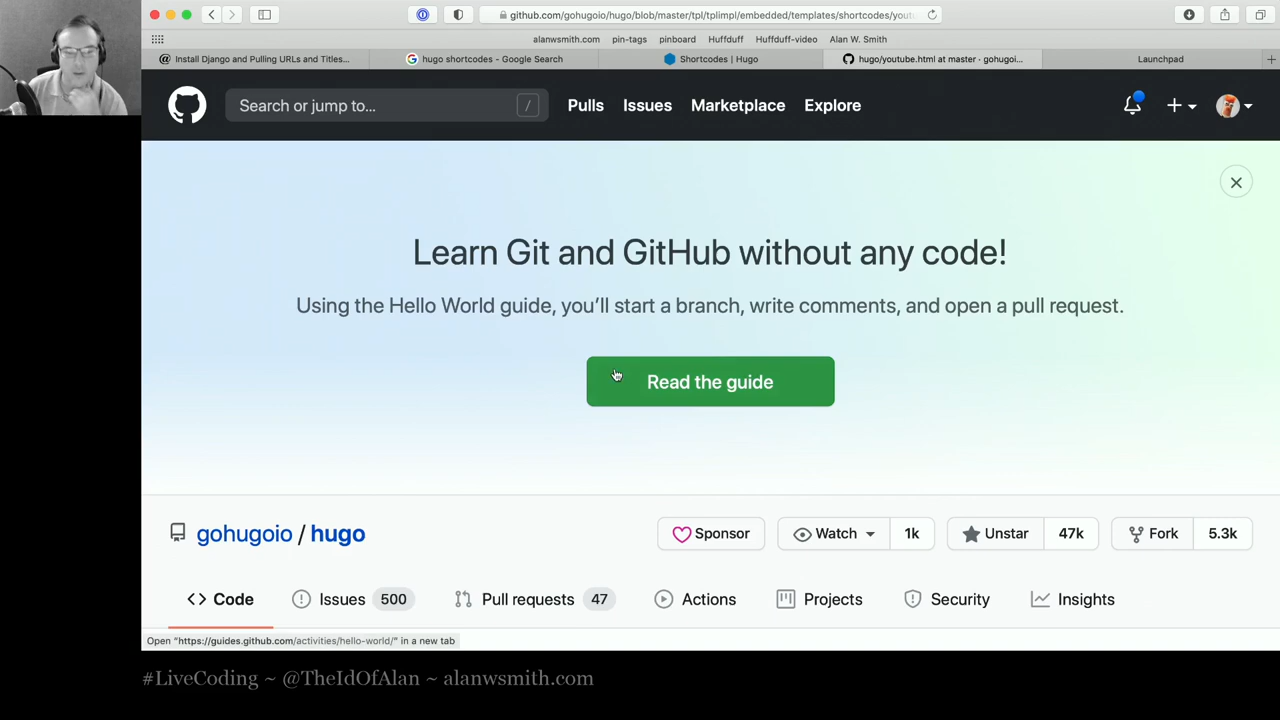 github.com/gohugoio/hugo/blob/master/tpl/tplimpl/embedded/templates/shortcodes/yout
alanwsmith.com pin-tags pinboard Huffduff Huffduff-video Alan W. Smith
Install Django and Pulling URLs and Titles... hugo shortcodes - Google Search Shortcodes | Hugo hugo/youtube.html at master · gohugoi... Launchpad
Search or jump to... / Pulls Issues Marketplace Explore
Learn Git and GitHub without any code!
Using the Hello World guide, you’ll start a branch, write comments, and open a pull request.
Read the guide
gohugoio / hugo Sponsor Watch 1k Unstar 47k Fork 5.3k
Code Issues 500 Pull requests 47 Actions Projects Security Insights
Open “https://guides.github.com/activities/hello-world/” in a new tab
#LiveCoding ~ @TheIdOfAlan ~ alanwsmith.com